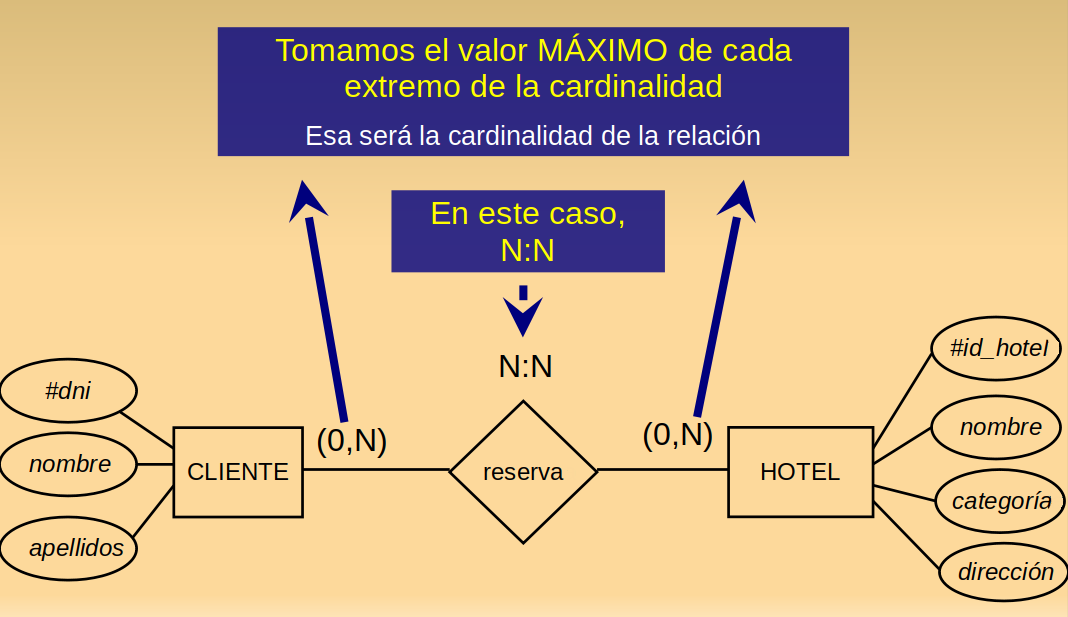 Tomamos el valor MÁXIMO de cada
extremo de la cardinalidad
Esa será la cardinalidad de la relación
En este caso,
N:N
N:N
#dni
nombre
apellidos
CLIENTE
(0,N)
reserva
(0,N)
HOTEL
#id_hotel
nombre
categoría
dirección